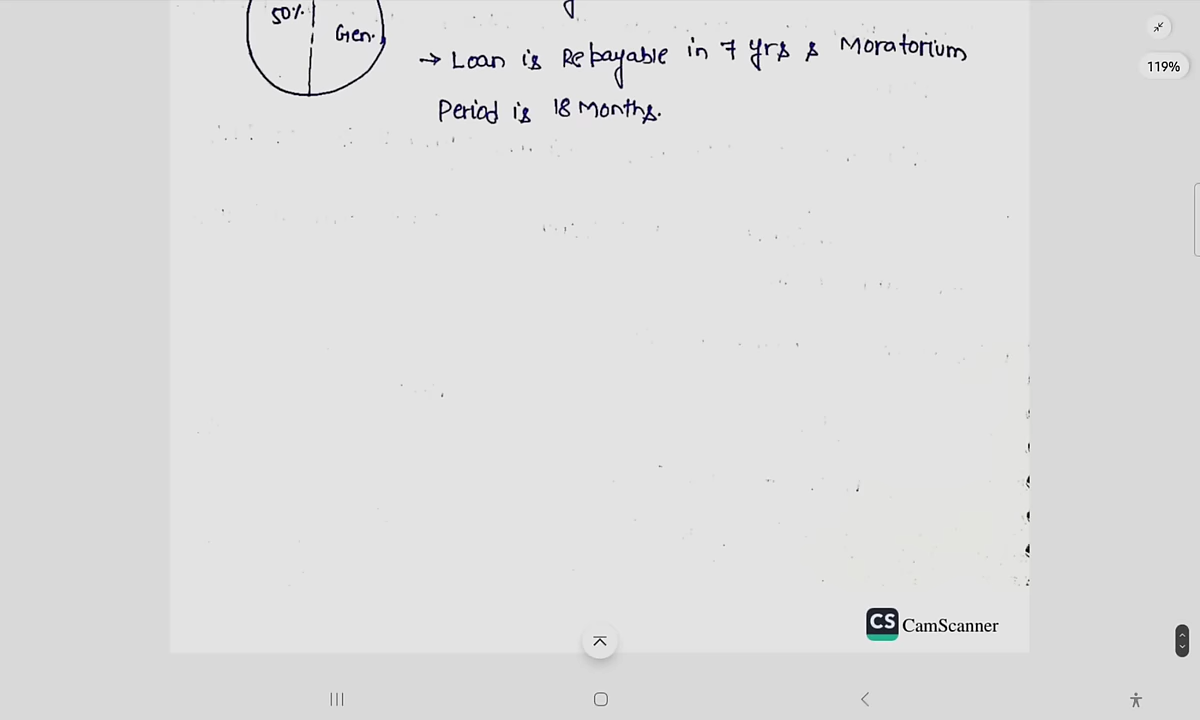 50%
Gen.
→ Loan is Repayable in 7 yrs & Moratorium
Period is 18 Months.
119%
CS CamScanner